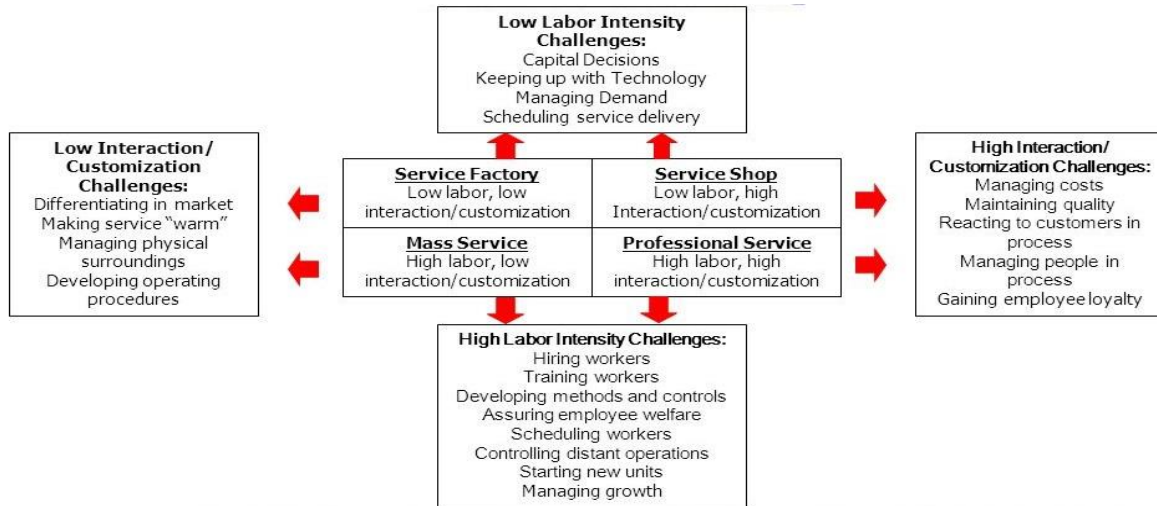 Low Labor Intensity
Challenges:
Capital Decisions
Keeping up with Technology
Managing Demand
Scheduling service delivery
Low Interaction/
Customization
Challenges:
Differentiating in market
Making service “warm”
Managing physical
surroundings
Developing operating
procedures
Service Factory
Low labor, low
interaction/customization
Service Shop
Low labor, high
Interaction/customization
Mass Service
High labor, low
interaction/customization
Professional Service
High labor, high
interaction/customization
High Interaction/
Customization Challenges:
Managing costs
Maintaining quality
Reacting to customers in
process
Managing people in
process
Gaining employee loyalty
High Labor Intensity Challenges:
Hiring workers
Training workers
Developing methods and controls
Assuring employee welfare
Scheduling workers
Controlling distant operations
Starting new units
Managing growth